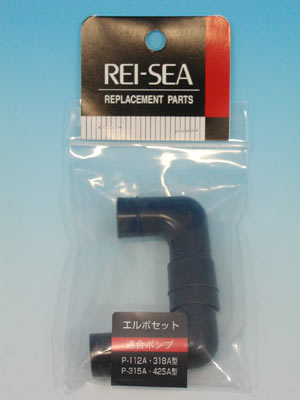 REI-SEA
REPLACEMENT PARTS
エルボセット
適合ポンプ
P-112A・318A型
P-315A・425A型